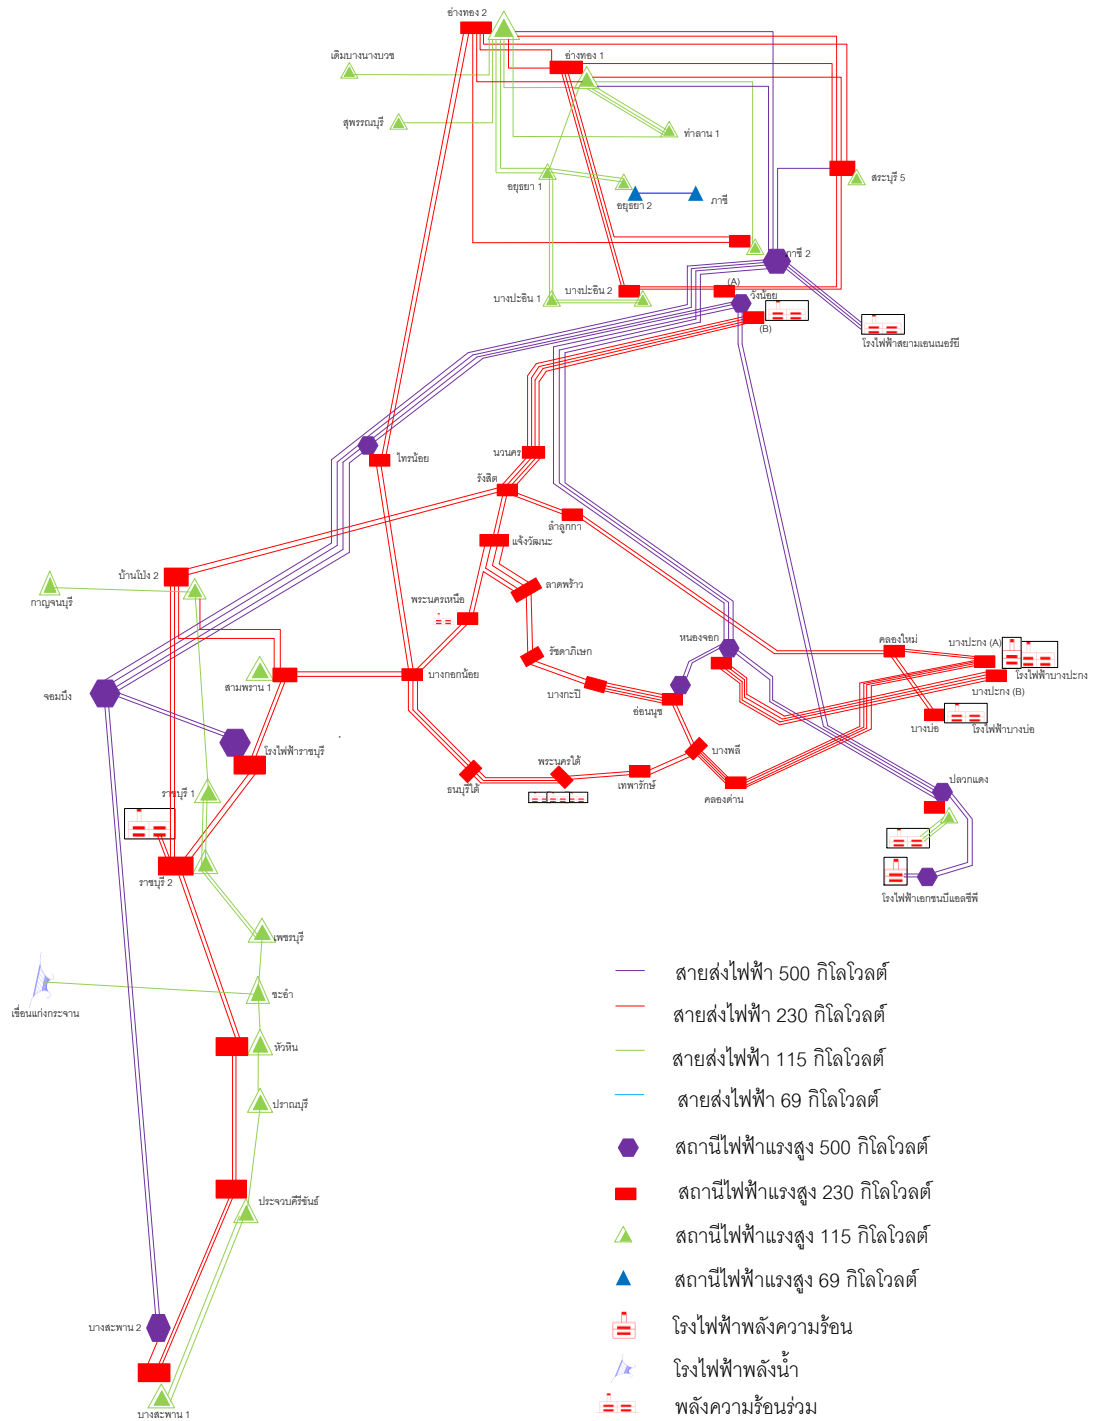 อ่างทอง 2
อ่างทอง 1
เดิมบางนางบวช
สุพรรณบุรี
ท่าลาน 1
อยุธยา 1
อยุธยา 2
ภาชี
สระบุรี 5
ภาชี 2
บางปะอิน 2
บางปะอิน 1
(A)
วังน้อย
(B)
โรงไฟฟ้าสยามเอนเนอร์ยี
นวนคร
ไทรน้อย
รังสิต
ลำลูกกา
แจ้งวัฒนะ
บ้านโป่ง 2
กาญจนบุรี
ลาดพร้าว
พระนครเหนือ
หนองจอก
คลองใหม่
บางปะกง (A)
รัชดาภิเษก
โรงไฟฟ้าบางปะกง
สามพราน 1
บางกอกน้อย
บางกะปิ
บางปะกง (B)
จอมบึง
อ่อนนุช
บางบ่อ
โรงไฟฟ้าบางบ่อ
โรงไฟฟ้าราชบุรี
บางพลี
พระนครใต้
ธนบุรีใต้
เทพารักษ์
คลองด่าน
ปลวกแดง
ราชบุรี 1
ราชบุรี 2
โรงไฟฟ้าเอกชนบีแอลซีพี
เพชรบุรี
ชะอำ
เขื่อนแก่งกระจาน
หัวหิน
ปราณบุรี
ประจวบคีรีขันธ์
บางสะพาน 2
บางสะพาน 1
สายส่งไฟฟ้า 500 กิโลโวลต์
สายส่งไฟฟ้า 230 กิโลโวลต์
สายส่งไฟฟ้า 115 กิโลโวลต์
สายส่งไฟฟ้า 69 กิโลโวลต์
สถานีไฟฟ้าแรงสูง 500 กิโลโวลต์
สถานีไฟฟ้าแรงสูง 230 กิโลโวลต์
สถานีไฟฟ้าแรงสูง 115 กิโลโวลต์
สถานีไฟฟ้าแรงสูง 69 กิโลโวลต์
โรงไฟฟ้าพลังความร้อน
โรงไฟฟ้าพลังน้ำ
พลังความร้อนร่วม